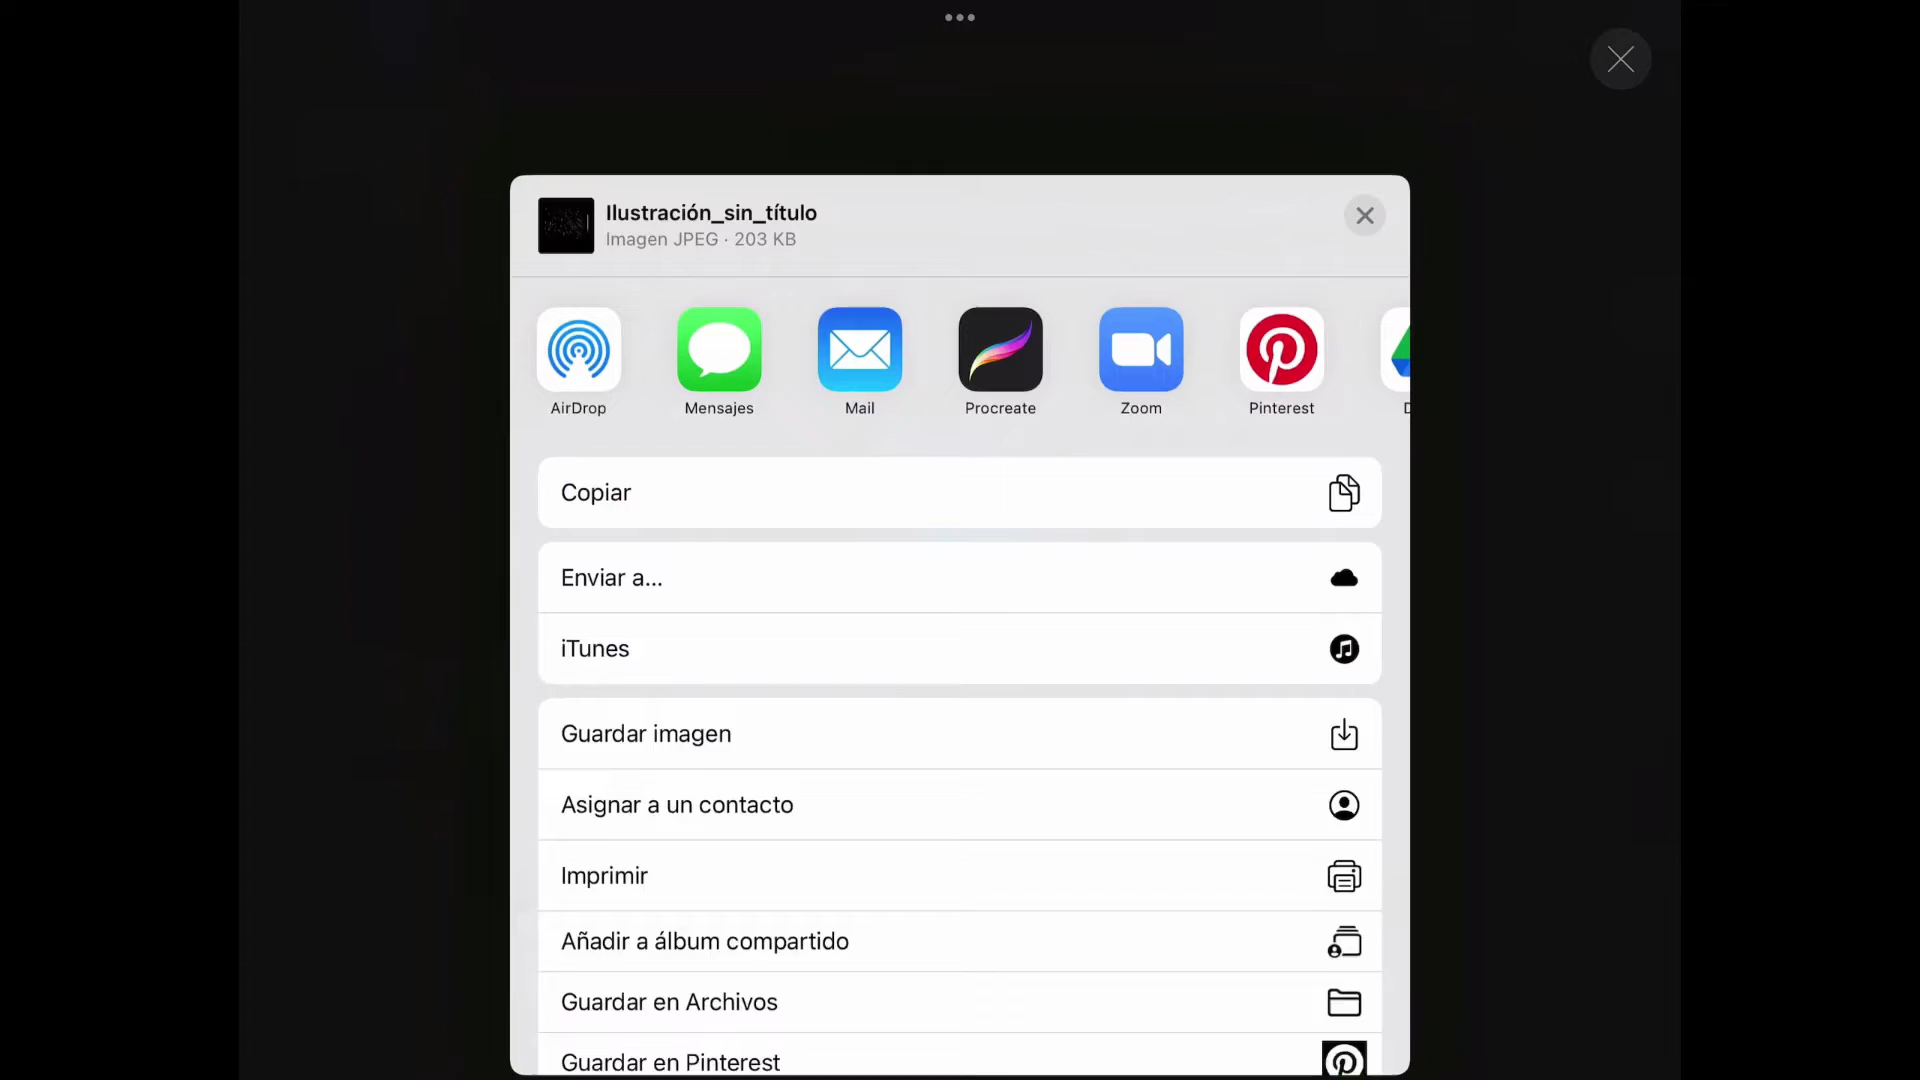 Ilustración_sin_título
Imagen JPEG · 203 KB
AirDrop
Mensajes
Mail
Procreate
Zoom
Pinterest
Copiar
Enviar a...
iTunes
Guardar imagen
Asignar a un contacto
Imprimir
Añadir a álbum compartido
Guardar en Archivos
Guardar en Pinterest